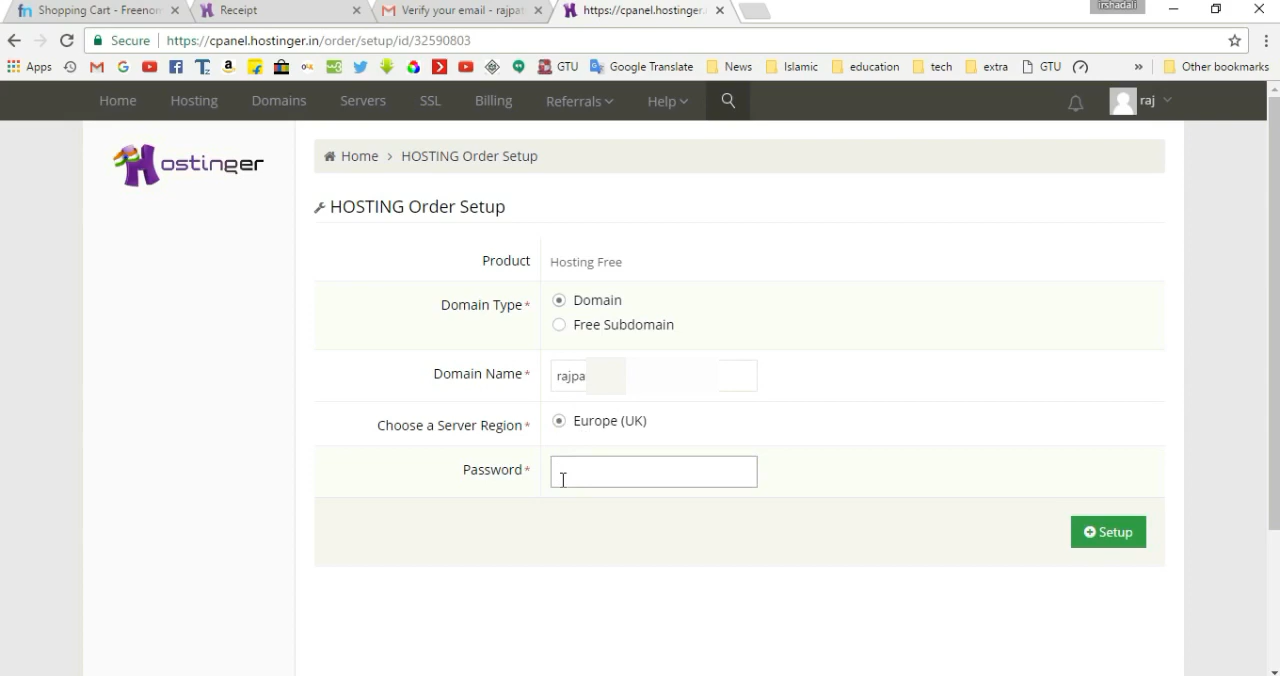 Shopping Cart - Freenom
Receipt
Verify your email - rajpat
https://cpanel.hostinger.
irshadali
Secure
https://cpanel.hostinger.in/order/setup/id/32590803
Apps
GTU
Google Translate
News
Islamic
education
tech
extra
GTU
»
Other bookmarks
Home
Hosting
Domains
Servers
SSL
Billing
Referrals
Help
raj
Hostinger
Home > HOSTING Order Setup
HOSTING Order Setup
Product
Hosting Free
Domain Type*
Domain
Free Subdomain
Domain Name*
rajpa
Choose a Server Region*
Europe (UK)
Password*
Setup